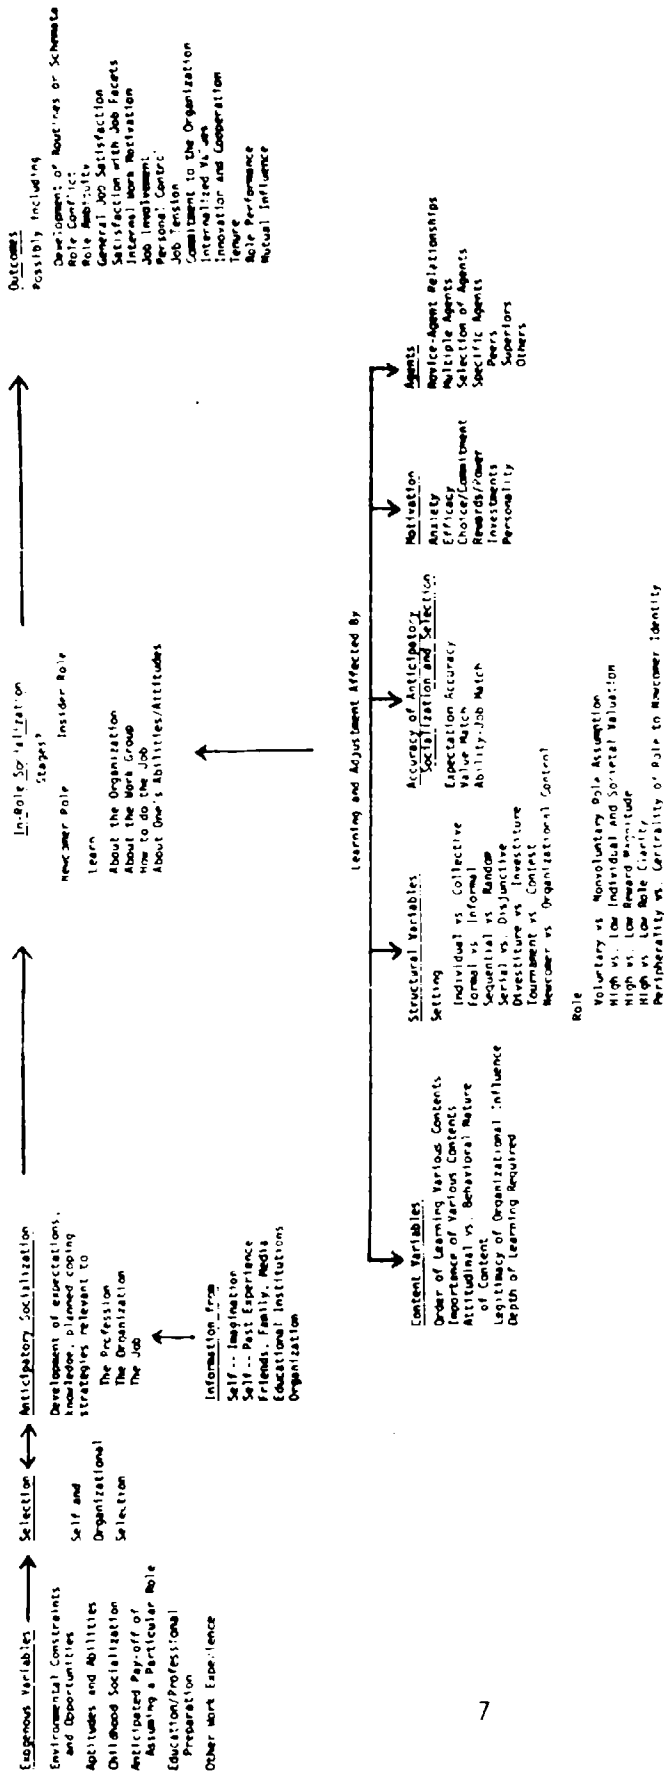 Exogenous Variables
Environmental Constraints
and Opportunities
Aptitudes and Abilities
Childhood Socialization
Anticipated Pay-off of
Assuming a Particular Role
Education/Professional
Preparation
Other Work Experience
Selection
Self and
Organizational
Selection
Anticipatory Socialization
Development of expectations,
knowledge, planned coping
strategies relevant to
The Profession
The Organization
The Job
Information from
Self -- Imagination
Self -- Past Experience
Friends, Family, Media
Educational Institutions
Organization
In-Role Socialization
Stages?
Newcomer Role Insider Role
Learn
About the Organization
About the Work Group
How to do the Job
About One's Abilities/Attitudes
Outcomes
Possibly Including
Development of Routines or Schemata
Role Conflict
Role Ambiguity
General Job Satisfaction
Satisfaction with Job Facets
Internal Work Motivation
Job Involvement
Personal Control
Job Tension
Commitment to the Organization
Internalized Values
Innovation and Cooperation
Tenure
Role Performance
Mutual Influence
Learning and Adjustment Affected By
Content Variables
Order of Learning Various Contents
Importance of Various Contents
Attitudinal vs. Behavioral Nature
of Content
Legitimacy of Organizational Influence
Depth of Learning Required
Structural Variables
Setting
Individual vs Collective
Formal vs Informal
Sequential vs Random
Serial vs. Disjunctive
Divestiture vs Investiture
Tournament vs Contest
Newcomer vs Organizational Control
Role
Voluntary vs Nonvoluntary Role Assumption
High vs. Low Individual and Societal Valuation
High vs. Low Reward Magnitude
High vs. Low Role Clarity
Peripherality vs. Centrality of Role to Newcomer Identity
Accuracy of Anticipatory
Socialization and Selection
Expectation Accuracy
Value Match
Ability-Job Match
Motivation
Anxiety
Efficacy
Choice/Commitment
Rewards/Power
Investments
Personality
Agents
Novice-Agent Relationships
Multiple Agents
Selection of Agents
Specific Agents
Peers
Superiors
Others
7